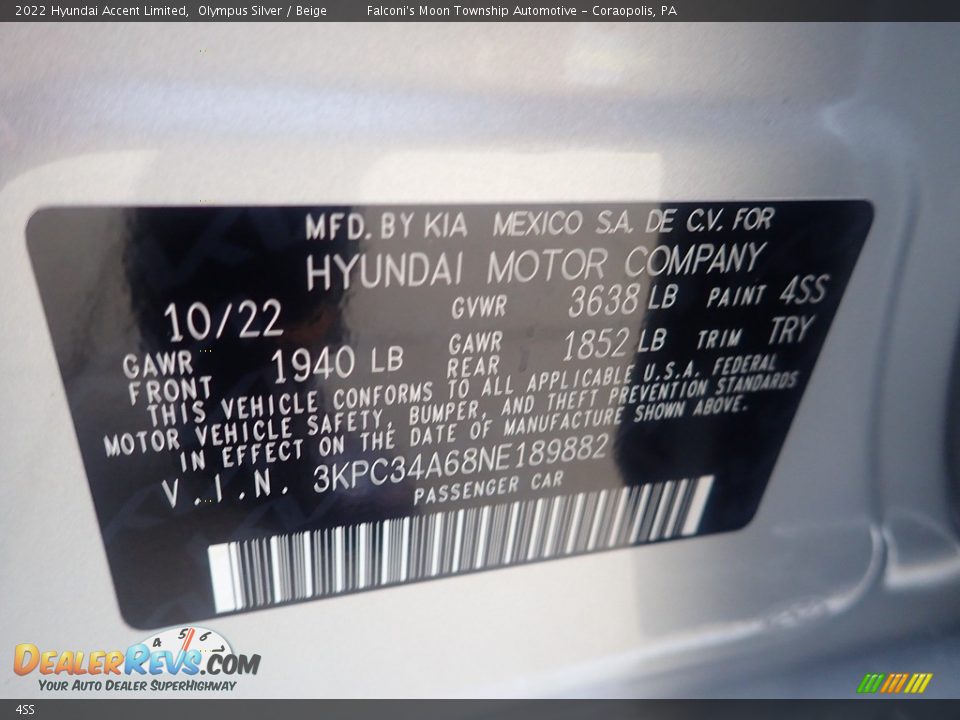 2022 Hyundai Accent Limited, Olympus Silver / Beige Falconi's Moon Township Automotive - Coraopolis, PA
MFD. BY KIA MEXICO S.A. DE C.V. FOR
HYUNDAI MOTOR COMPANY
10/22 GVWR 3638 LB PAINT 4SS
GAWR FRONT 1940 LB GAWR REAR 1852 LB TRIM TRY
THIS VEHICLE CONFORMS TO ALL APPLICABLE U.S.A. FEDERAL
MOTOR VEHICLE SAFETY, BUMPER, AND THEFT PREVENTION STANDARDS
IN EFFECT ON THE DATE OF MANUFACTURE SHOWN ABOVE.
V.I.N. 3KPC34A68NE189882
PASSENGER CAR
4 5 6
DEALERREVS.COM
YOUR AUTO DEALER SUPERHIGHWAY
4SS